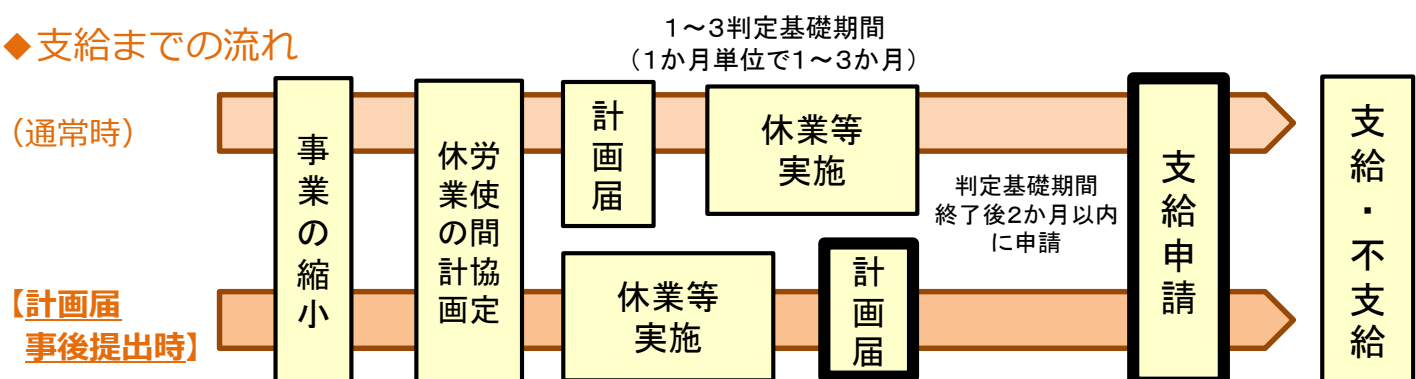 ◆支給までの流れ
1～3判定基礎期間
（1か月単位で1～3か月）
（通常時）
事業の縮小
労使間協定
休業の計画
計画届
休業等
実施
判定基礎期間
終了後2か月以内
に申請
支給申請
支給・不支給
【計画届
事後提出時】
休業等
実施
計画届